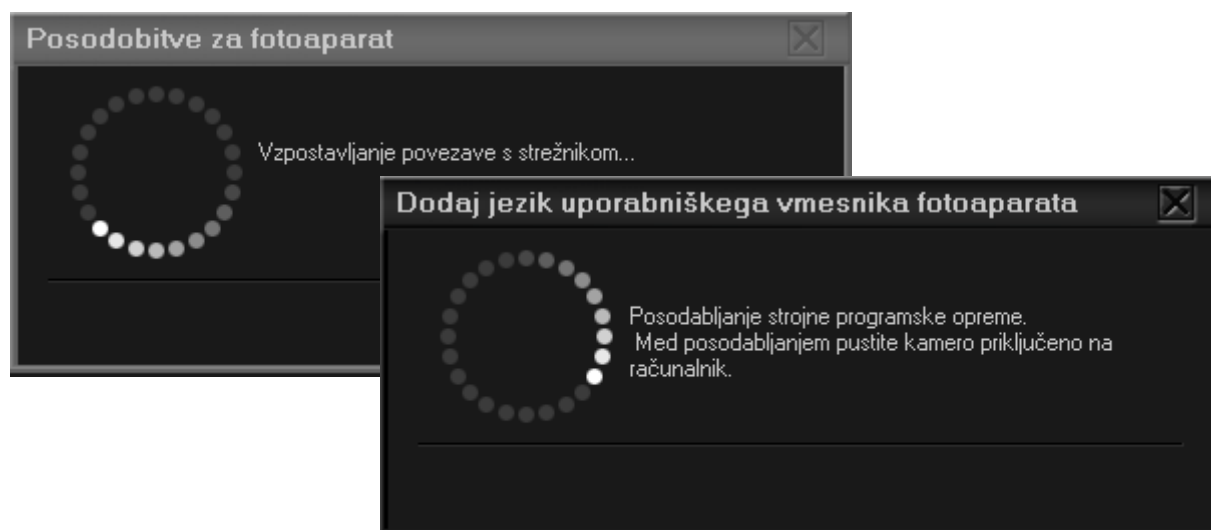 Posodobitve za fotoaparat
Vzpostavljanje povezave s strežnikom...
Dodaj jezik uporabniškega vmesnika fotoaparata
Posodabljanje strojne programske opreme.
Med posodabljanjem pustite kamero priključeno na
računalnik.